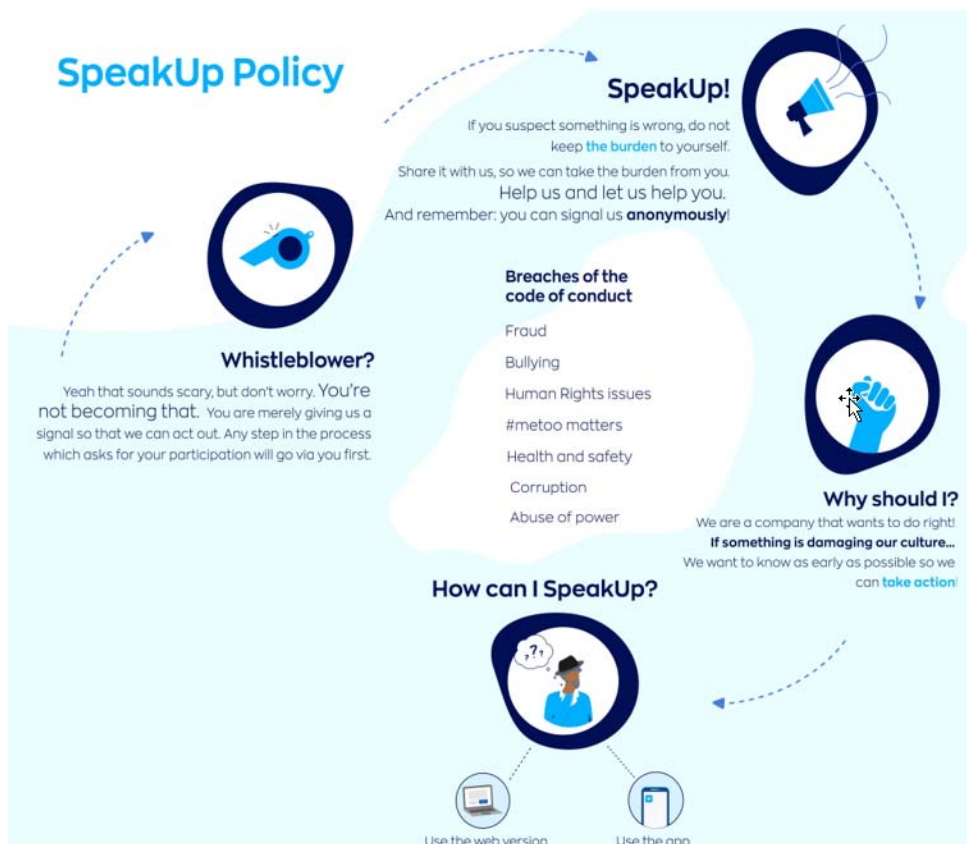 SpeakUp Policy
Whistleblower?
Yeah that sounds scary, but don't worry. You're
not becoming that. You are merely giving us a
signal so that we can act out. Any step in the process
which asks for your participation will go via you first.
SpeakUp!
If you suspect something is wrong, do not
keep the burden to yourself.
Share it with us, so we can take the burden from you.
Help us and let us help you.
And remember: you can signal us anonymously!
Breaches of the
code of conduct
Fraud
Bullying
Human Rights issues
#metoo matters
Health and safety
Corruption
Abuse of power
Why should I?
We are a company that wants to do right!
If something is damaging our culture...
We want to know as early as possible so we
can take action!
How can I SpeakUp?
???
Use the web version
Use the app